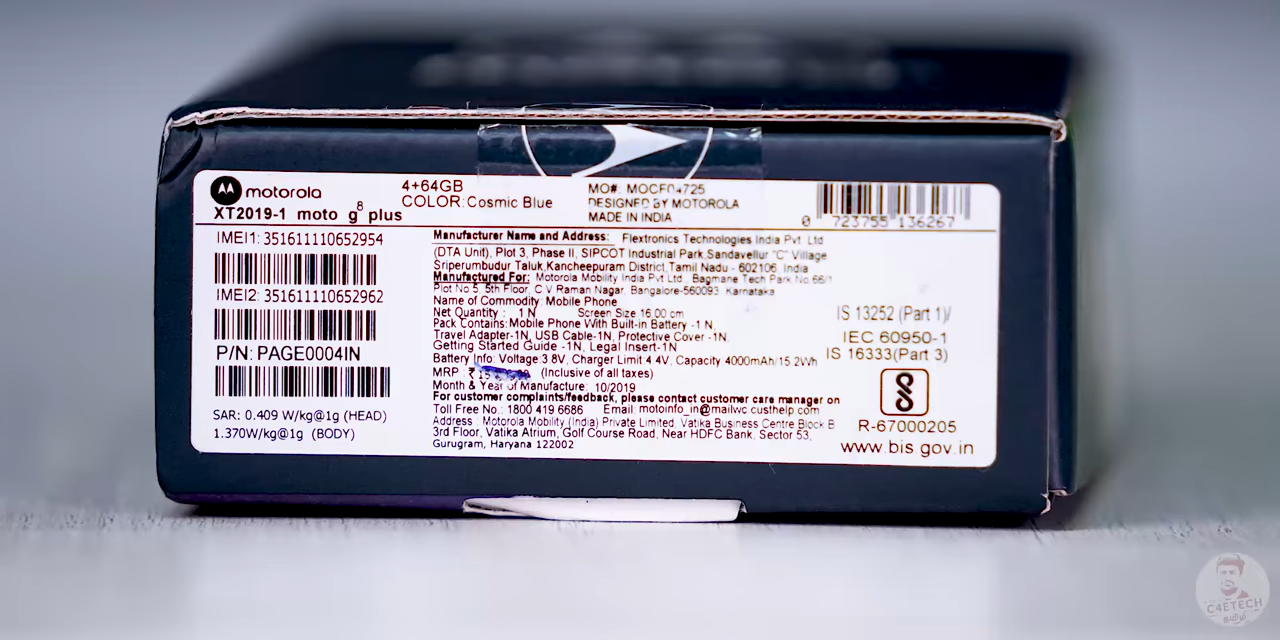 motorola
XT2019-1 moto g8 plus
4+64GB
COLOR: Cosmic Blue
MO#: MOCF04725
DESIGNED BY MOTOROLA
MADE IN INDIA
0 723755 136267
IMEI1: 351611110652954
IMEI2: 351611110652962
P/N: PAGE0004IN
SAR: 0.409 W/kg@1g (HEAD)
1.370W/kg@1g (BODY)
Manufacturer Name and Address: Flextronics Technologies India Pvt Ltd
(DTA Unit), Plot 3, Phase II, SIPCOT Industrial Park, Sandavellur "C" Village
Sriperumbudur Taluk, Kancheepuram District, Tamil Nadu - 602106, India
Manufactured For: Motorola Mobility India Pvt Ltd. Bagmane Tech Park No.66/1
Plot No.5, 5th Floor, C V Raman Nagar, Bangalore-560093 Karnataka
Name of Commodity: Mobile Phone
Net Quantity : 1 N Screen Size 16.00 cm
Pack Contains: Mobile Phone With Built-in Battery -1 N,
Travel Adapter-1N, USB Cable-1N, Protective Cover -1N,
Getting Started Guide -1N, Legal Insert-1N
Battery Info: Voltage:3.8V, Charger Limit 4.4V, Capacity 4000mAh/15.2Wh
MRP : ₹ (Inclusive of all taxes)
Month & Year of Manufacture: 10/2019
For customer complaints/feedback, please contact customer care manager on
Toll Free No.: 1800 419 6686 Email: motoinfo_in@mailwc.custhelp.com
Address : Motorola Mobility (India) Private Limited, Vatika Business Centre Block B
3rd Floor, Vatika Atrium, Golf Course Road, Near HDFC Bank, Sector 53,
Gurugram, Haryana 122002
IS 13252 (Part 1)/
IEC 60950-1
IS 16333(Part 3)
R-67000205
www.bis.gov.in
C4ETECH
தமிழ்